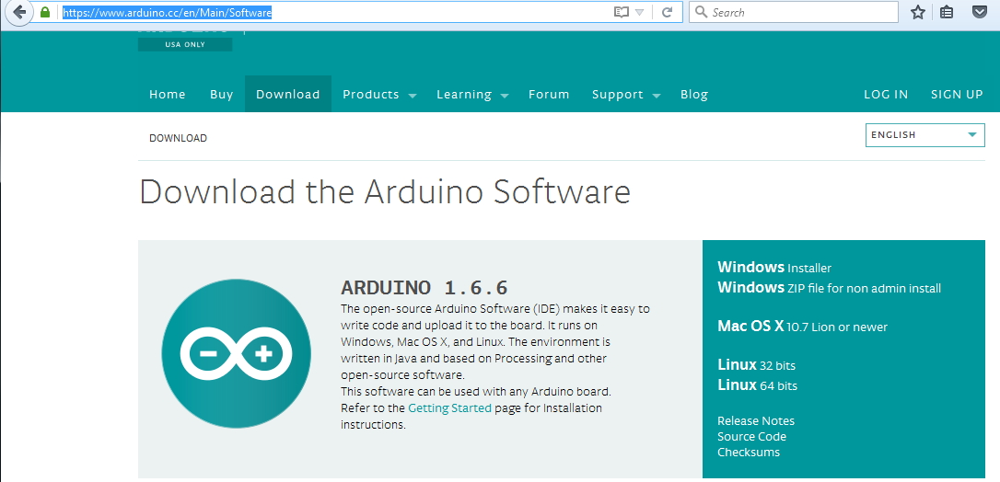 https://www.arduino.cc/en/Main/Software
Search
USA ONLY
Home Buy Download Products Learning Forum Support Blog LOG IN SIGN UP
DOWNLOAD
ENGLISH
Download the Arduino Software
ARDUINO 1.6.6
The open-source Arduino Software (IDE) makes it easy to
write code and upload it to the board. It runs on
Windows, Mac OS X, and Linux. The environment is
written in Java and based on Processing and other
open-source software.
This software can be used with any Arduino board.
Refer to the Getting Started page for Installation
instructions.
Windows Installer
Windows ZIP file for non admin install
Mac OS X 10.7 Lion or newer
Linux 32 bits
Linux 64 bits
Release Notes
Source Code
Checksums